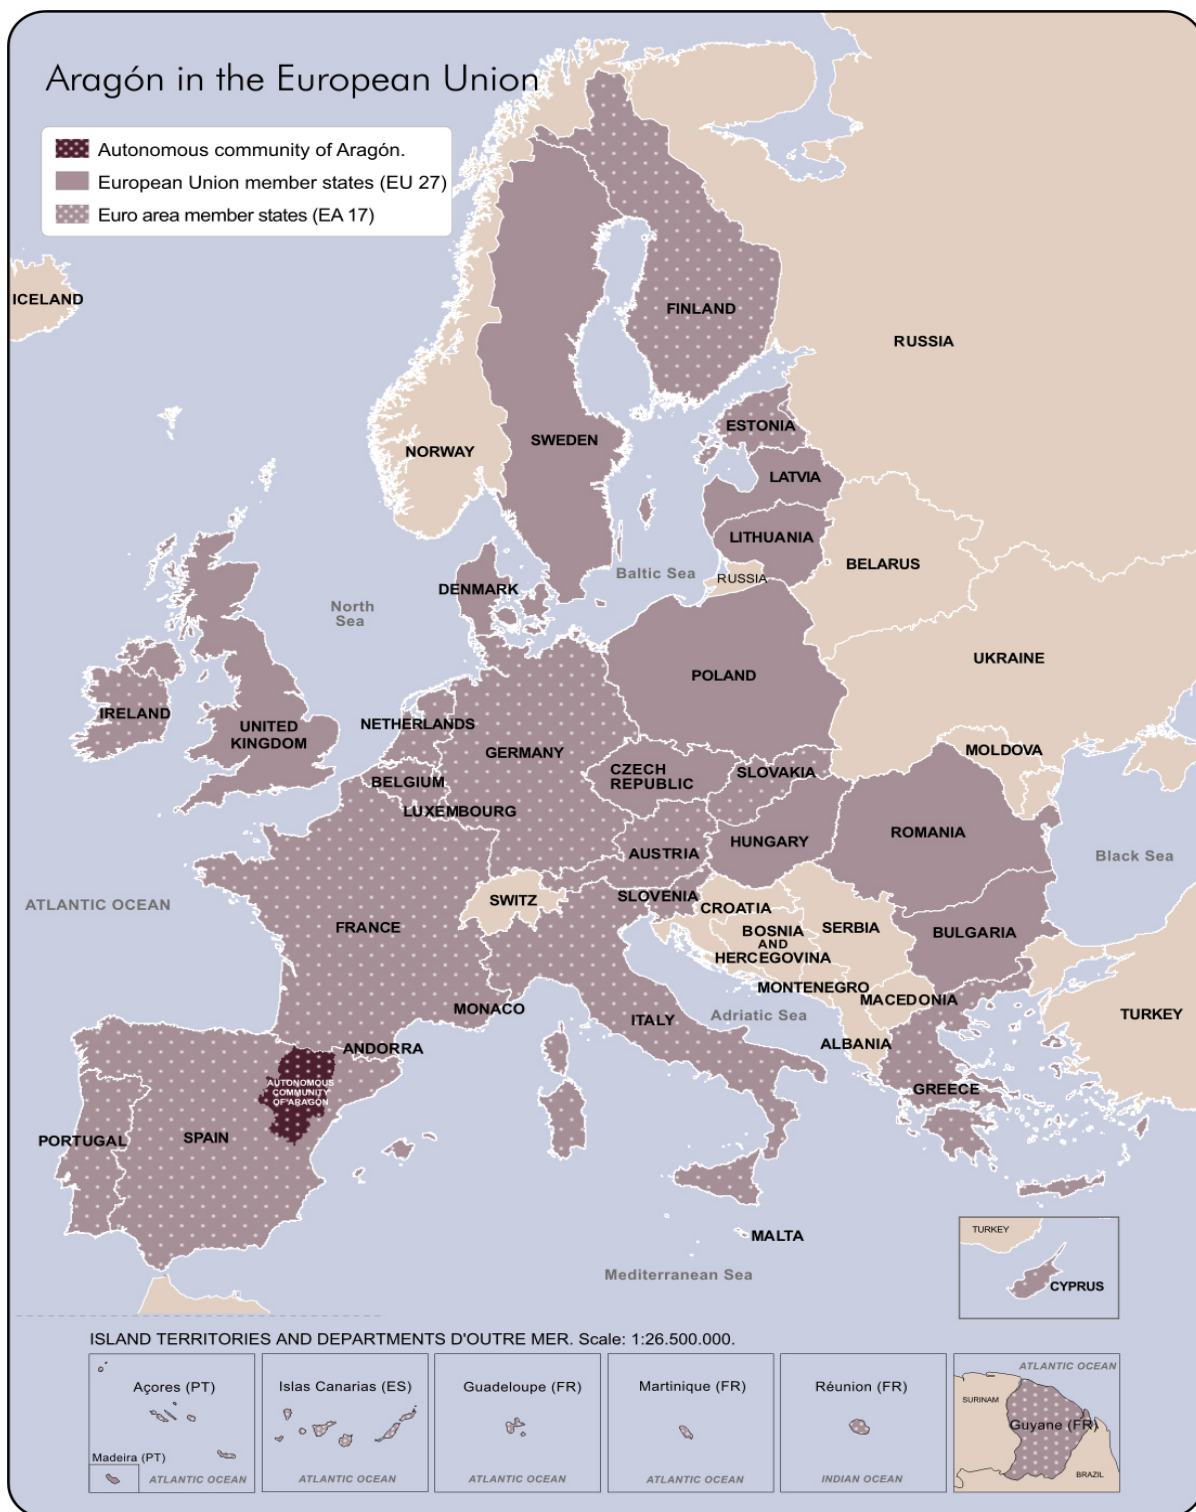 Aragón in the European Union
Autonomous community of Aragón.
European Union member states (EU 27)
Euro area member states (EA 17)
ICELAND
FINLAND
RUSSIA
NORWAY
SWEDEN
ESTONIA
LATVIA
LITHUANIA
BELARUS
Baltic Sea
RUSSIA
DENMARK
North
Sea
UKRAINE
POLAND
IRELAND
UNITED
KINGDOM
NETHERLANDS
GERMANY
MOLDOVA
BELGIUM
CZECH
REPUBLIC
SLOVAKIA
LUXEMBOURG
ROMANIA
AUSTRIA
HUNGARY
Black Sea
ATLANTIC OCEAN
SWITZ
SLOVENIA
CROATIA
FRANCE
BOSNIA
AND
HERCEGOVINA
SERBIA
BULGARIA
MONTENEGRO
MACEDONIA
MONACO
Adriatic Sea
ITALY
TURKEY
ALBANIA
ANDORRA
AUTONOMOUS
COMMUNITY
OF ARAGÓN
GREECE
PORTUGAL
SPAIN
MALTA
Mediterranean Sea
TURKEY
CYPRUS
ISLAND TERRITORIES AND DEPARTMENTS D'OUTRE MER. Scale: 1:26.500.000.
Açores (PT)
Madeira (PT)
ATLANTIC OCEAN
Islas Canarias (ES)
ATLANTIC OCEAN
Guadeloupe (FR)
ATLANTIC OCEAN
Martinique (FR)
ATLANTIC OCEAN
Réunion (FR)
INDIAN OCEAN
ATLANTIC OCEAN
SURINAM
Guyane (FR)
BRAZIL